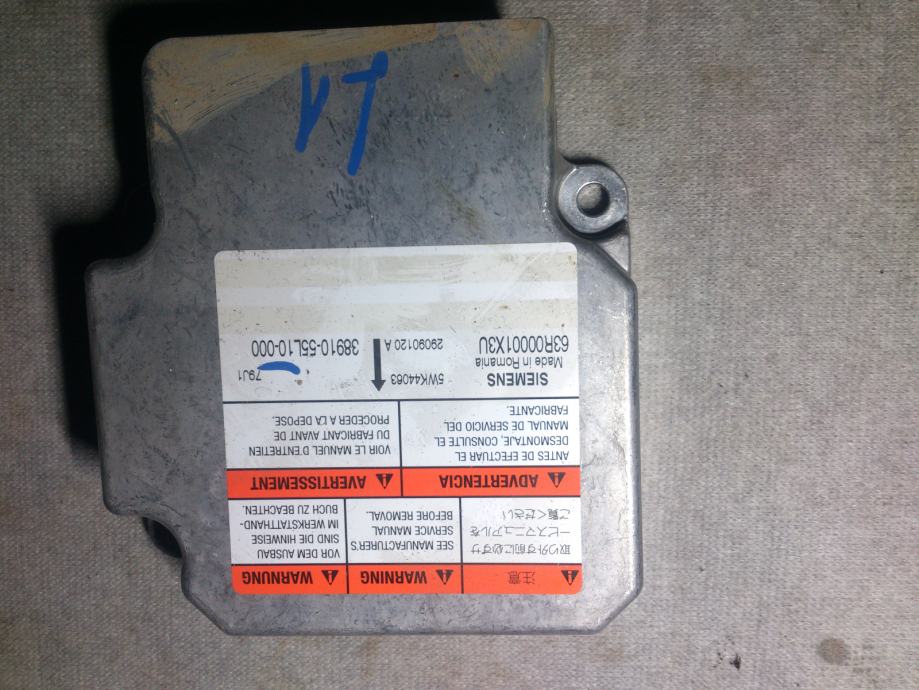 注意
取り外す前に必ずサ
ービスマニュアルを
ご覧ください
WARNING
SEE MANUFACTURER'S
SERVICE MANUAL
BEFORE REMOVAL.
WARNUNG
VOR DEM AUSBAU
SIND DIE HINWEISE
IM WERKSTATTHAND-
BUCH ZU BEACHTEN.
ADVERTENCIA
ANTES DE EFECTUAR EL
DESMONTAJE, CONSULTE EL
MANUAL DE SERVICIO DEL
FABRICANTE.
AVERTISSEMENT
VOIR LE MANUEL D'ENTRETIEN
DU FABRICANT AVANT DE
PROCEDER A LA DEPOSE.
SIEMENS
Made in Romania
63R00001X3U
5WK44083
29090120 A
79J1
38910-55L10-000
L1